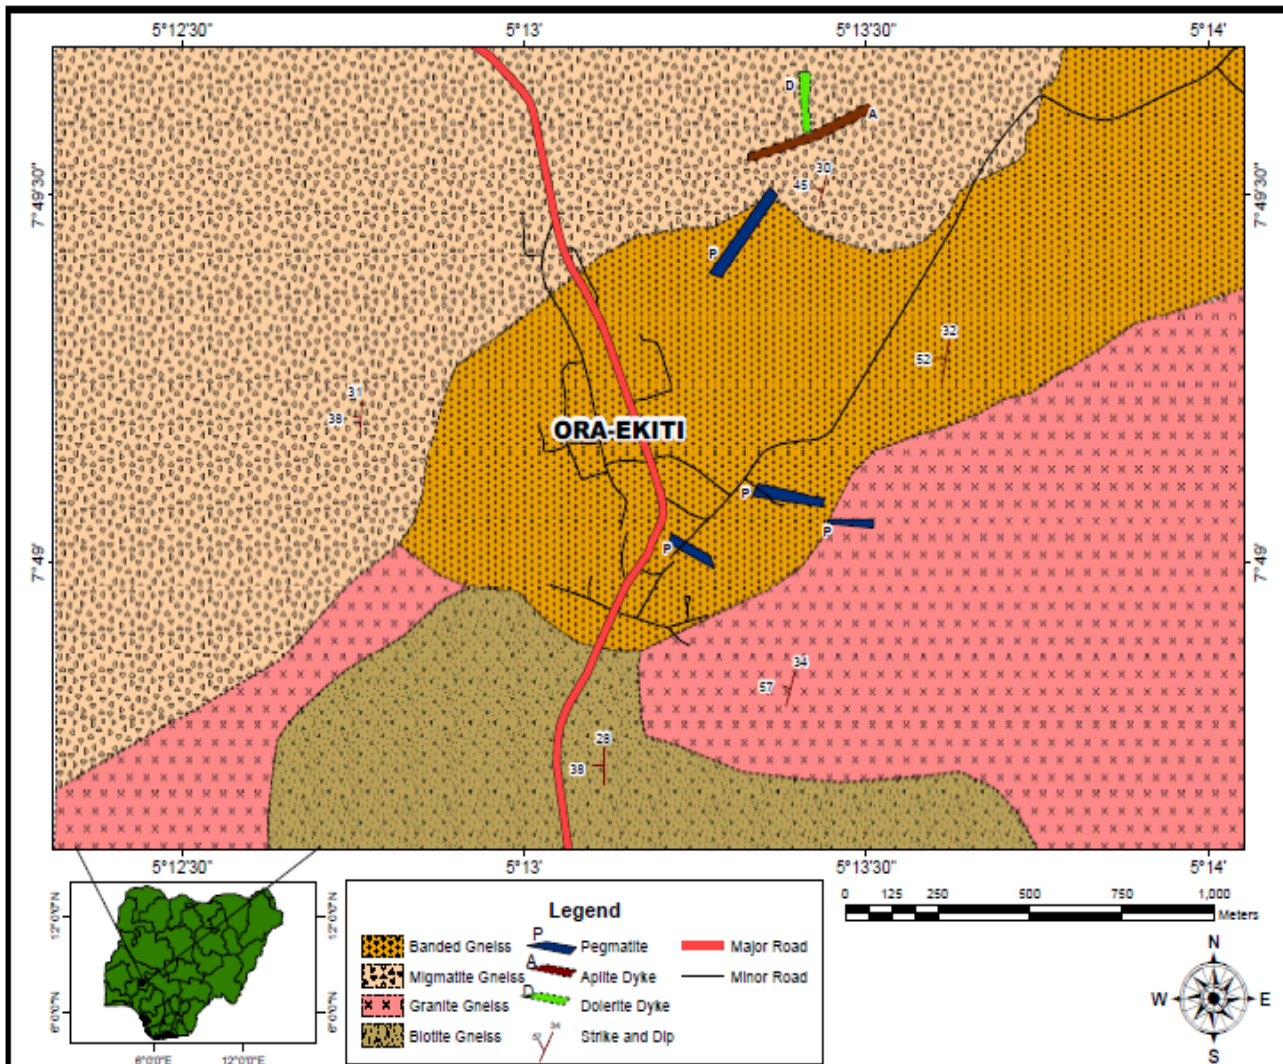 5°12'30" 5°13' 5°13'30" 5°14'
D
A
7°49'30" 7°49'30"
30
45
P
32
52
31
38
ORA-EKITI
P
P
P
7°49' 7°49'
34
57
28
38
5°12'30" 5°13' 5°13'30" 5°14'
12°0'0"N 12°0'0"N
6°0'0"N 6°0'0"N
6°0'0"E 12°0'0"E
Legend
Banded Gneiss P Pegmatite Major Road
Migmatite Gneiss A Aplite Dyke Minor Road
Granite Gneiss D Dolerite Dyke
Biotite Gneiss 57 34 Strike and Dip
0 125 250 500 750 1,000
Meters
N
W E
S